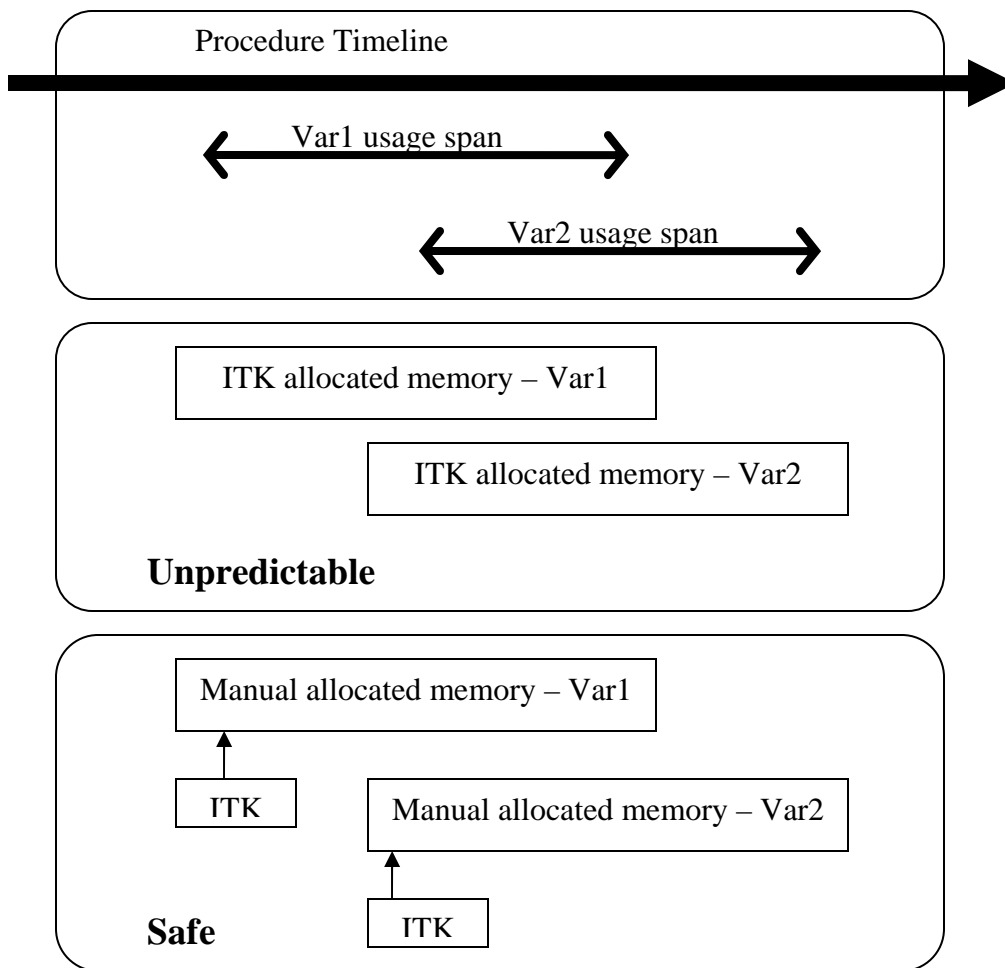 Procedure Timeline
Var1 usage span
Var2 usage span
ITK allocated memory – Var1
ITK allocated memory – Var2
Unpredictable
Manual allocated memory – Var1
ITK
Manual allocated memory – Var2
ITK
Safe